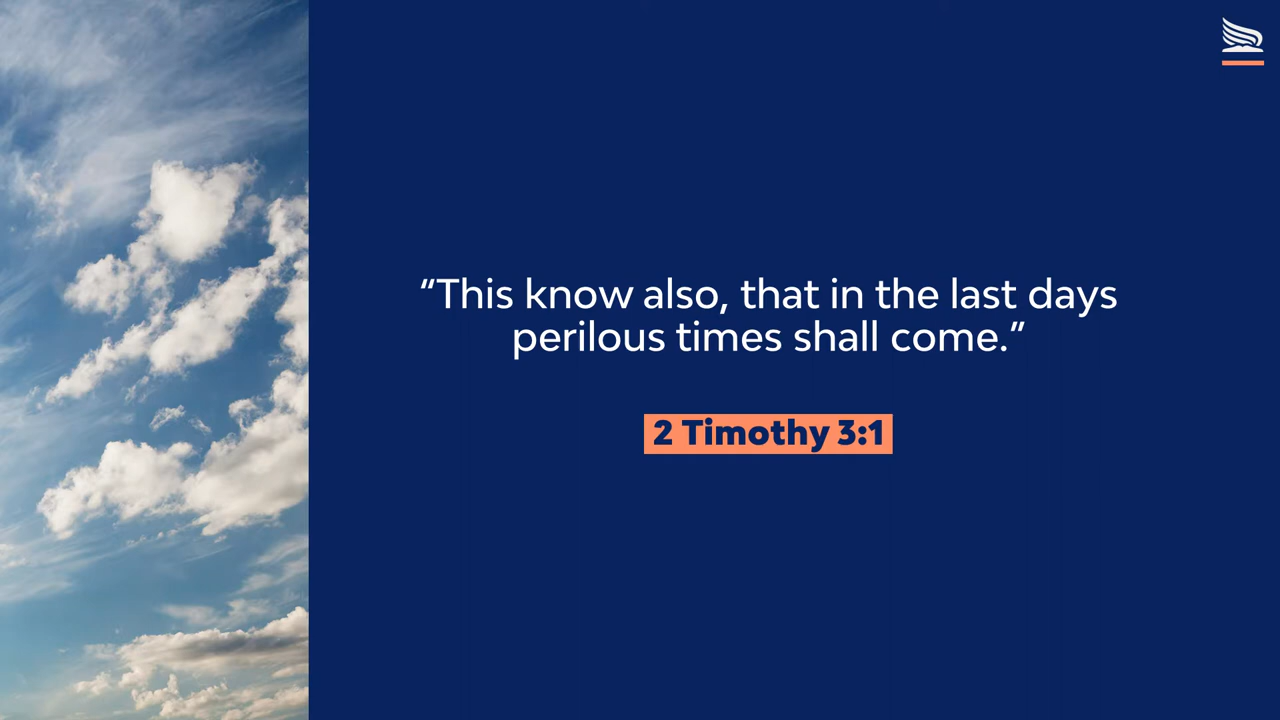 “This know also, that in the last days
perilous times shall come.”
2 Timothy 3:1